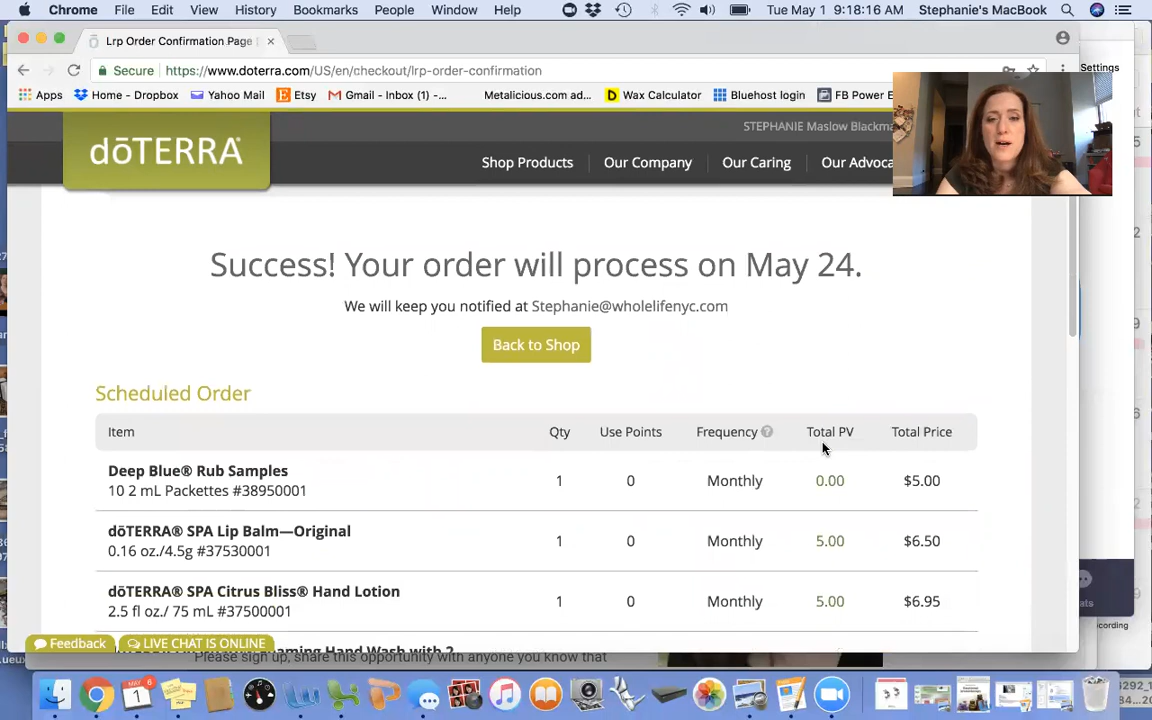 Chrome File Edit View History Bookmarks People Window Help Tue May 1 9:18:16 AM Stephanie's MacBook
Lrp Order Confirmation Page
Secure https://www.doterra.com/US/en/checkout/lrp-order-confirmation
Settings
Apps Home - Dropbox Yahoo Mail Etsy Gmail - Inbox (1) -... Metalicious.com ad... Wax Calculator Bluehost login FB Power E
STEPHANIE Maslow Blackma
dōTERRA®
Shop Products Our Company Our Caring Our Advoca
Success! Your order will process on May 24.
We will keep you notified at Stephanie@wholelifenyc.com
Back to Shop
Scheduled Order
Item Qty Use Points Frequency ? Total PV Total Price
Deep Blue® Rub Samples
10 2 mL Packettes #38950001 1 0 Monthly 0.00 $5.00
dōTERRA® SPA Lip Balm—Original
0.16 oz./4.5g #37530001 1 0 Monthly 5.00 $6.50
dōTERRA® SPA Citrus Bliss® Hand Lotion
2.5 fl oz./ 75 mL #37500001 1 0 Monthly 5.00 $6.95
Feedback LIVE CHAT IS ONLINE
Please sign up, share this opportunity with anyone you know that